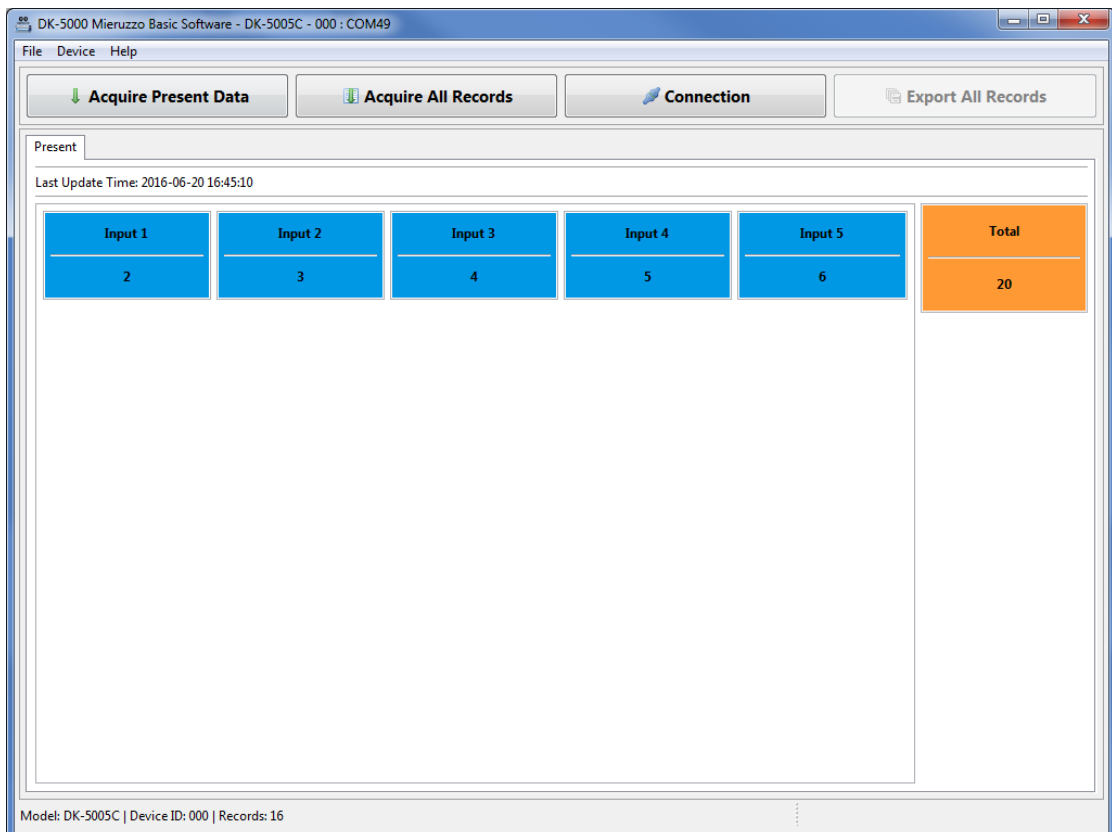 DK-5000 Mieruzzo Basic Software - DK-5005C - 000 : COM49
File Device Help
Acquire Present Data Acquire All Records Connection Export All Records
Present
Last Update Time: 2016-06-20 16:45:10
Input 1 Input 2 Input 3 Input 4 Input 5 Total
2 3 4 5 6 20
Model: DK-5005C | Device ID: 000 | Records: 16